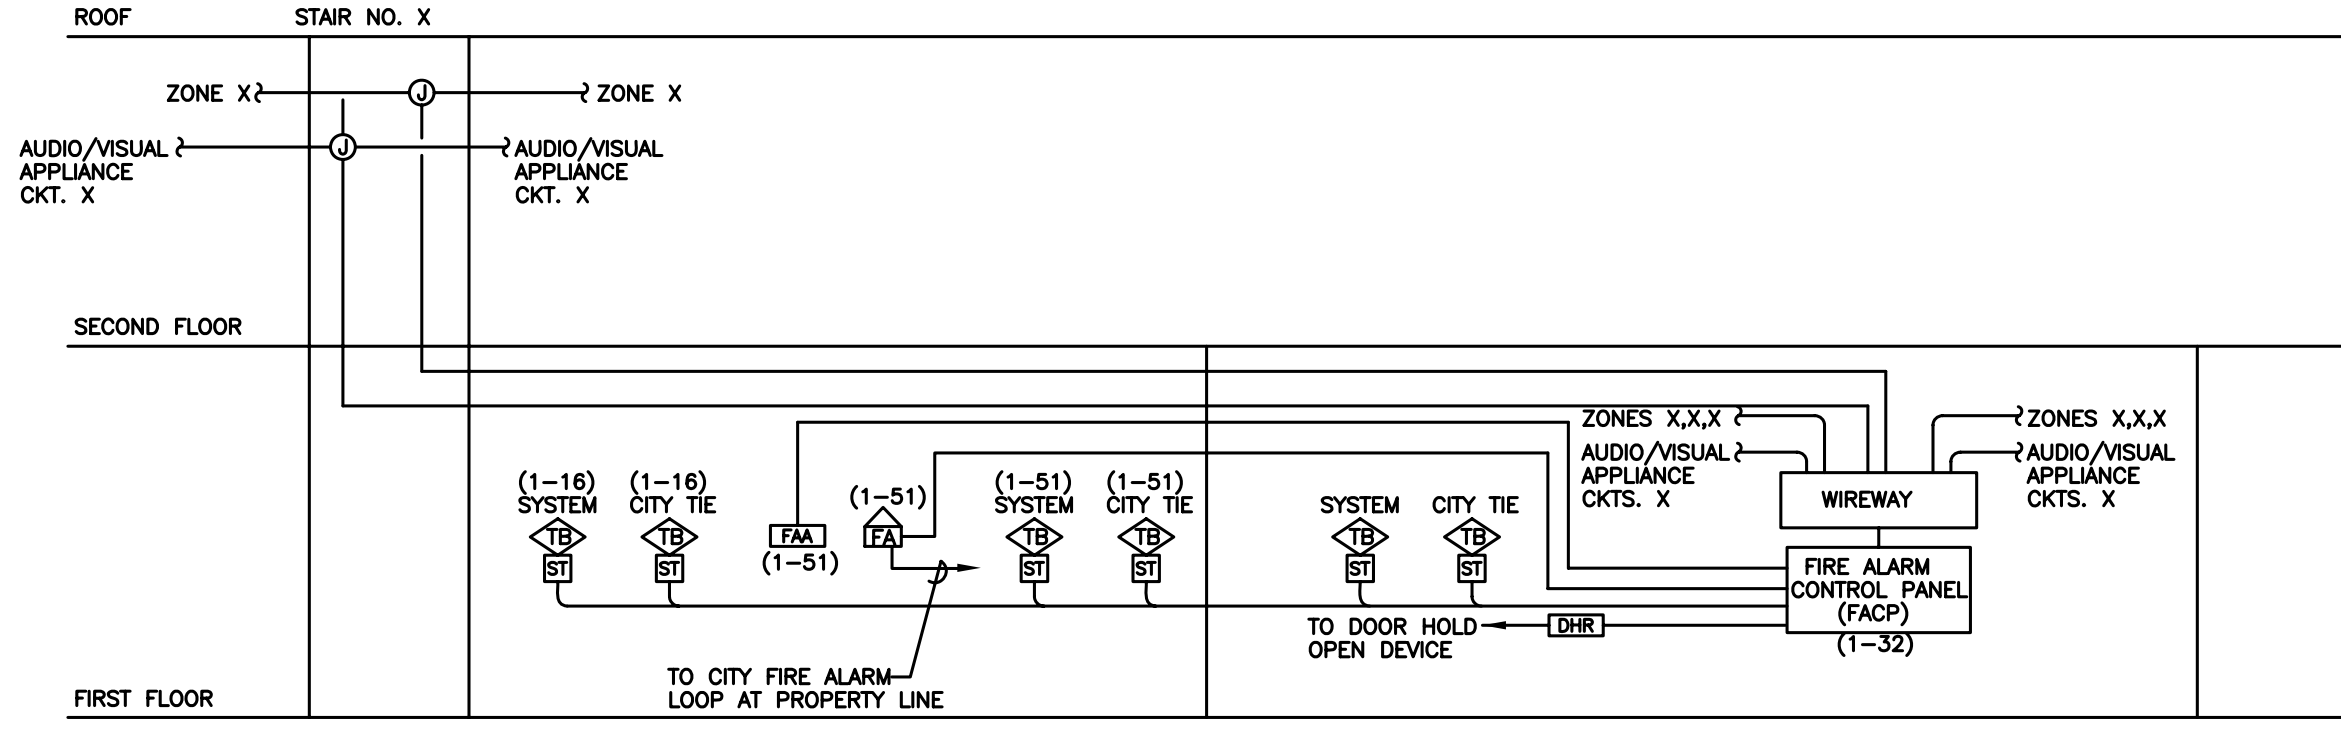 ROOF
STAIR NO. X
ZONE X
J
ZONE X
AUDIO/VISUAL
APPLIANCE
CKT. X
J
AUDIO/VISUAL
APPLIANCE
CKT. X
SECOND FLOOR
ZONES X,X,X
AUDIO/VISUAL
APPLIANCE
CKTS. X
ZONES X,X,X
AUDIO/VISUAL
APPLIANCE
CKTS. X
WIREWAY
(1-16)
SYSTEM
TB
ST
(1-16)
CITY TIE
TB
ST
FAA
(1-51)
(1-51)
FA
(1-51)
SYSTEM
TB
ST
(1-51)
CITY TIE
TB
ST
SYSTEM
TB
ST
CITY TIE
TB
ST
FIRE ALARM
CONTROL PANEL
(FACP)
(1-32)
TO DOOR HOLD
OPEN DEVICE
DHR
TO CITY FIRE ALARM
LOOP AT PROPERTY LINE
FIRST FLOOR